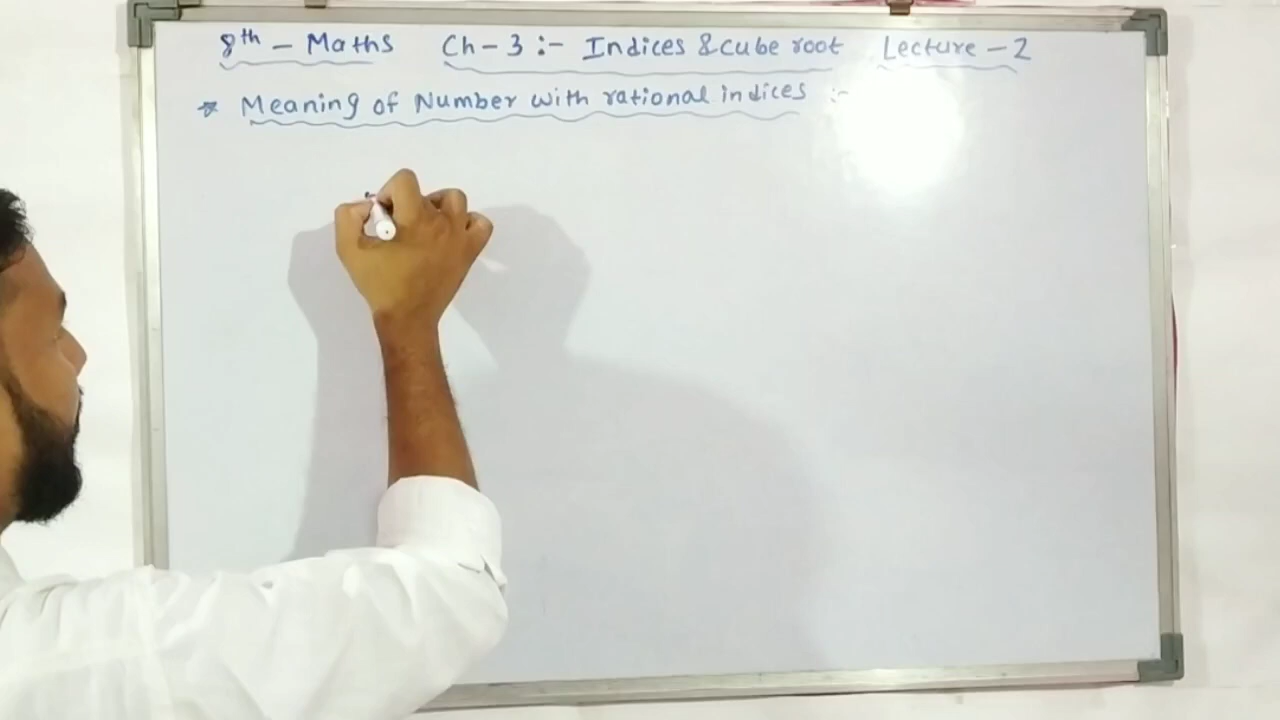 8th - Maths Ch-3 :- Indices & cube root Lecture - 2
* Meaning of Number with rational indices :-